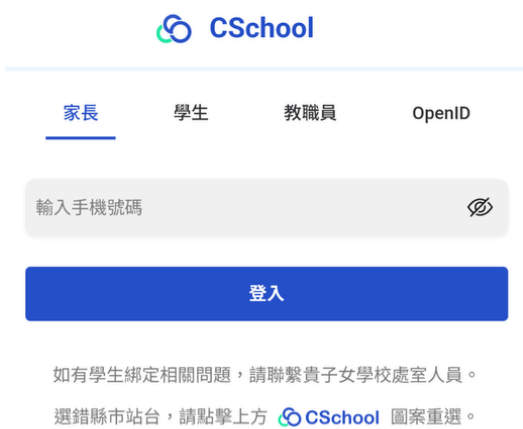 CSchool
家長 學生 教職員 OpenID
輸入手機號碼
登入
如有學生綁定相關問題，請聯繫貴子女學校處室人員。
選錯縣市站台，請點擊上方 CSchool 圖案重選。